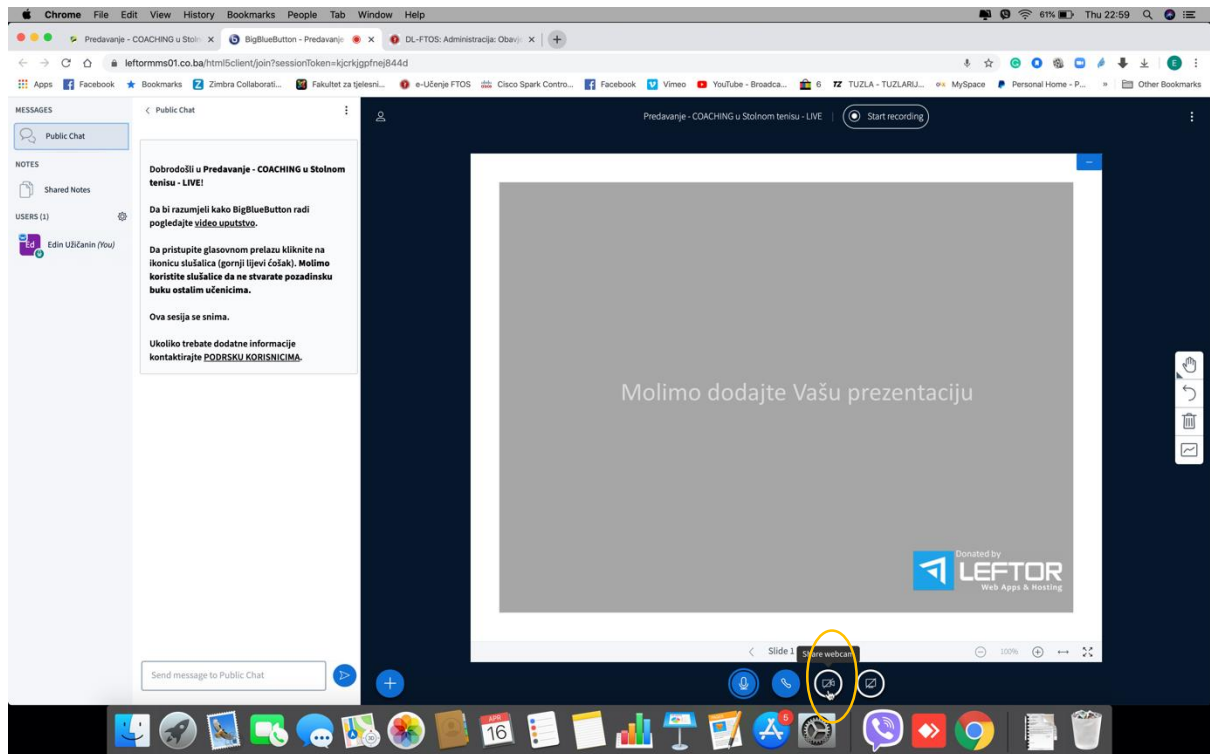 Chrome File Edit View History Bookmarks People Tab Window Help
61% Thu 22:59
Predavanje - COACHING u Stoln
BigBlueButton - Predavanje
DL-FTOS: Administracija: Obavj
leftormms01.co.ba/html5client/join?sessionToken=kjcrkjgpfnej844d
Apps Facebook Bookmarks Zimbra Collaborati... Fakultet za tjelesni... e-Učenje FTOS Cisco Spark Contro... Facebook Vimeo YouTube - Broadca... 6 TUZLA - TUZLARIJ... MySpace Personal Home - P... » Other Bookmarks
MESSAGES
Public Chat
NOTES
Shared Notes
USERS (1)
Ed
Edin Užičanin (You)
Public Chat
Dobrodošli u Predavanje - COACHING u Stolnom
tenisu - LIVE!
Da bi razumjeli kako BigBlueButton radi
pogledajte video uputstvo.
Da pristupite glasovnom prelazu kliknite na
ikonicu slušalica (gornji lijevi ćošak). Molimo
koristite slušalice da ne stvarate pozadinsku
buku ostalim učenicima.
Ova sesija se snima.
Ukoliko trebate dodatne informacije
kontaktirajte PODRSKU KORISNICIMA.
Send message to Public Chat
Predavanje - COACHING u Stolnom tenisu - LIVE | Start recording
Molimo dodajte Vašu prezentaciju
Donated by
LEFTOR
Web Apps & Hosting
Slide 1
100%
Share webcam
APR
16
5